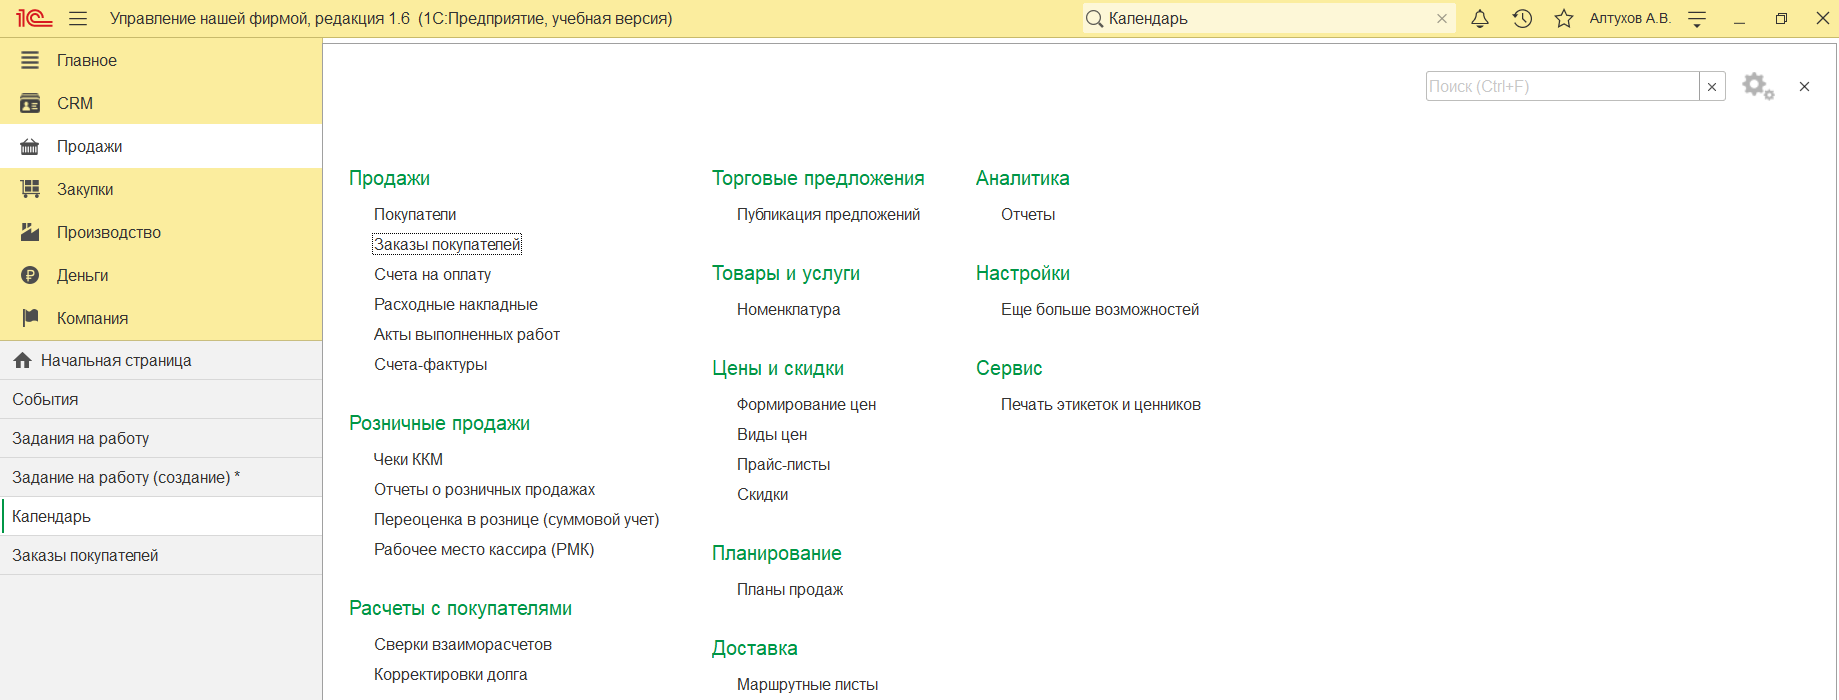 1С
Управление нашей фирмой, редакция 1.6 (1С:Предприятие, учебная версия)
Календарь
Алтухов А.В.
Главное
CRM
Продажи
Закупки
Производство
Деньги
Компания
Начальная страница
События
Задания на работу
Задание на работу (создание) *
Календарь
Заказы покупателей
Поиск (Ctrl+F)
Продажи
Покупатели
Заказы покупателей
Счета на оплату
Расходные накладные
Акты выполненных работ
Счета-фактуры
Розничные продажи
Чеки ККМ
Отчеты о розничных продажах
Переоценка в рознице (суммовой учет)
Рабочее место кассира (РМК)
Расчеты с покупателями
Сверки взаиморасчетов
Корректировки долга
Торговые предложения
Публикация предложений
Товары и услуги
Номенклатура
Цены и скидки
Формирование цен
Виды цен
Прайс-листы
Скидки
Планирование
Планы продаж
Доставка
Маршрутные листы
Аналитика
Отчеты
Настройки
Еще больше возможностей
Сервис
Печать этикеток и ценников